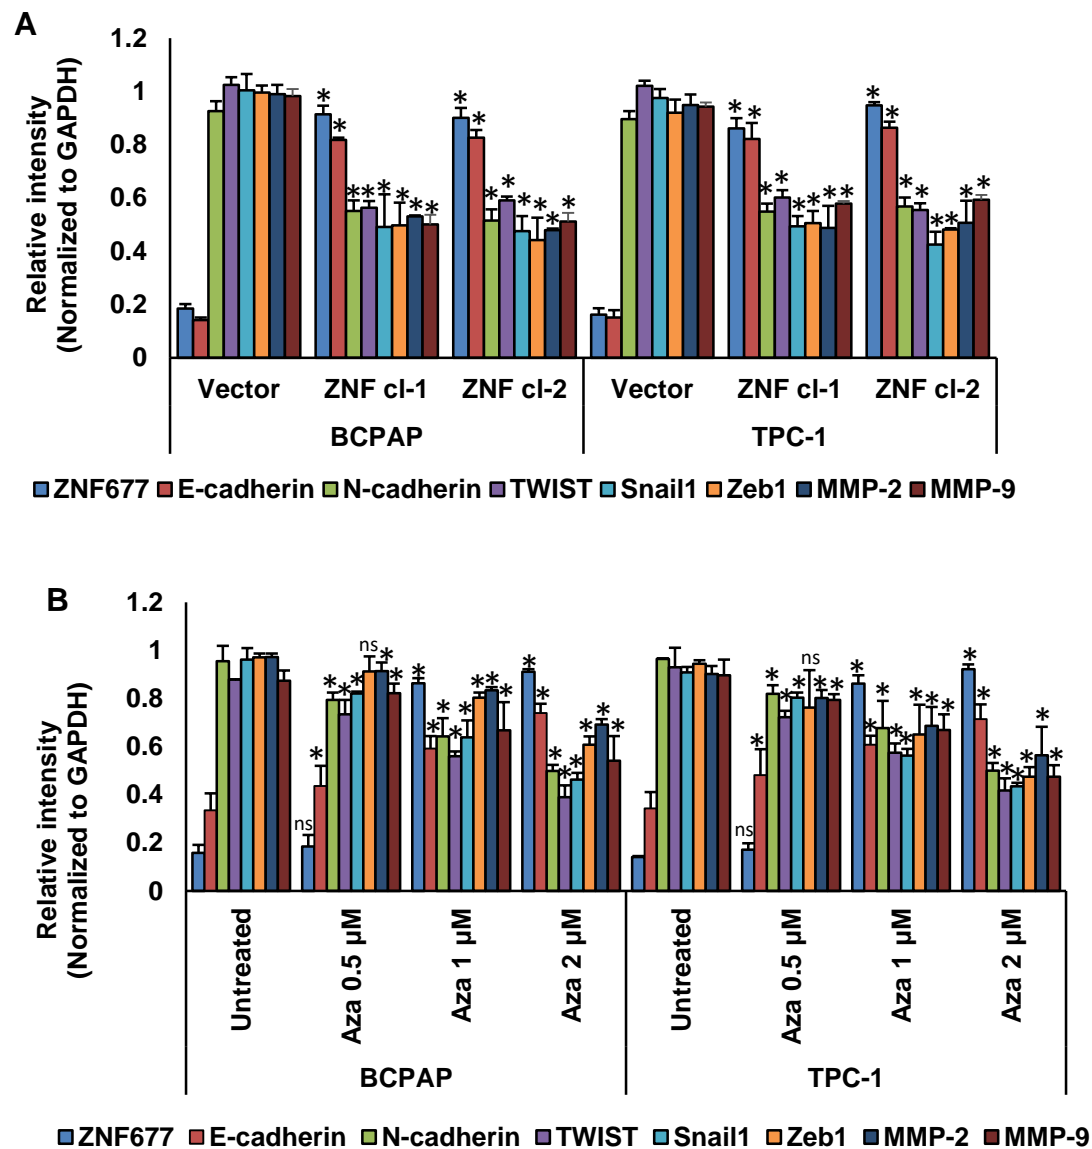 A
1.2
1
0.8
0.6
0.4
0.2
0
Relative intensity
(Normalized to GAPDH)
* * ** * * * *
* * * * * * * *
* * * * * * * *
* * * * * * * *
Vector ZNF cl-1 ZNF cl-2 Vector ZNF cl-1 ZNF cl-2
BCPAP TPC-1
ZNF677 E-cadherin N-cadherin TWIST Snail1 Zeb1 MMP-2 MMP-9
B
1.2
1
0.8
0.6
0.4
0.2
0
Relative intensity
(Normalized to GAPDH)
ns * * * * ns * *
* * * * * * * *
* * * * * * * *
ns * * * * ns * *
* * * * * * * *
* * * * * * * *
Untreated
Aza 0.5 µM
Aza 1 µM
Aza 2 µM
Untreated
Aza 0.5 µM
Aza 1 µM
Aza 2 µM
BCPAP TPC-1
ZNF677 E-cadherin N-cadherin TWIST Snail1 Zeb1 MMP-2 MMP-9